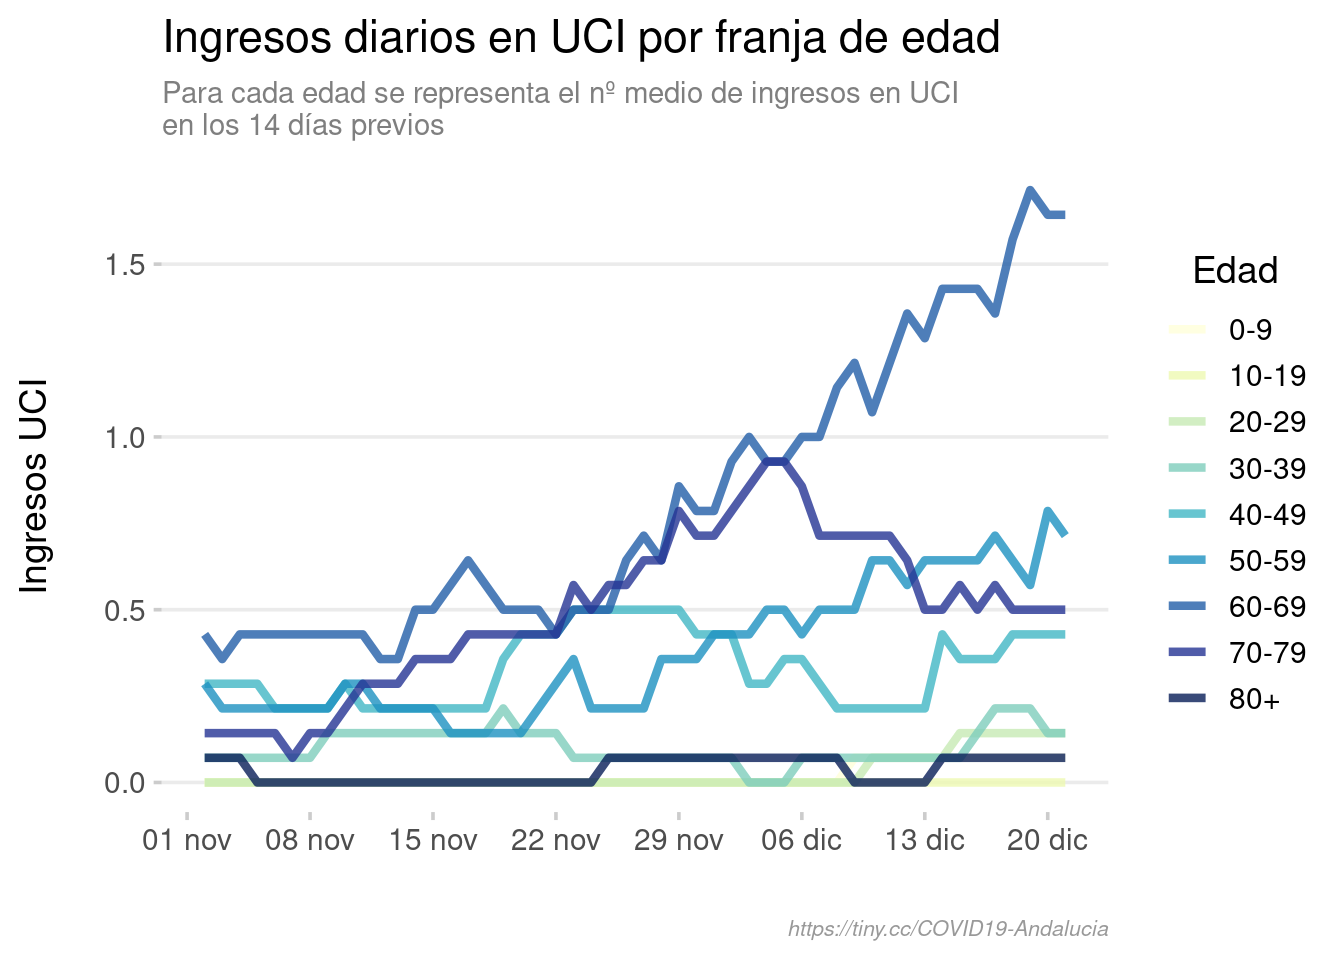 Ingresos diarios en UCI por franja de edad
Para cada edad se representa el nº medio de ingresos en UCI
en los 14 días previos
Ingresos UCI
1.5
1.0
0.5
0.0
01 nov
08 nov
15 nov
22 nov
29 nov
06 dic
13 dic
20 dic
Edad
0-9
10-19
20-29
30-39
40-49
50-59
60-69
70-79
80+
https://tiny.cc/COVID19-Andalucia